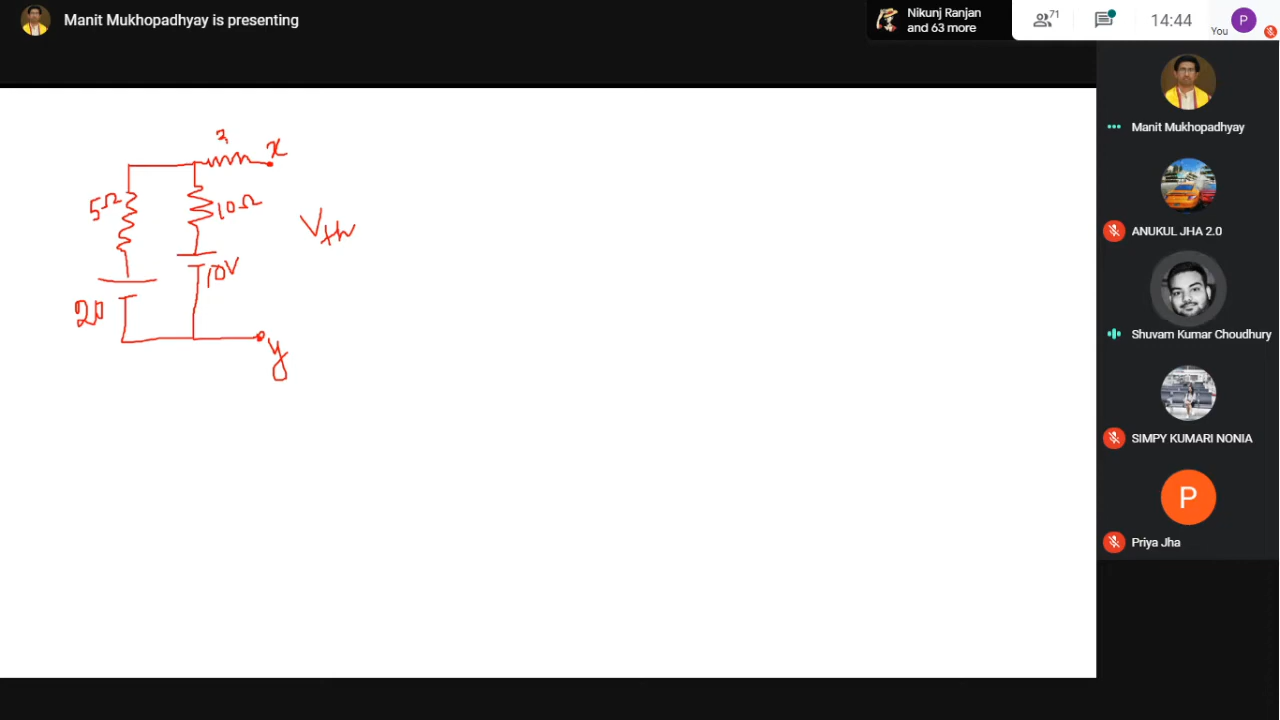 Manit Mukhopadhyay is presenting
Nikunj Ranjan
and 63 more
71
14:44
You
P
Manit Mukhopadhyay
ANUKUL JHA 2.0
Shuvam Kumar Choudhury
SIMPY KUMARI NONIA
P
Priya Jha
x
5Ω
10Ω
Vth
10V
20
y